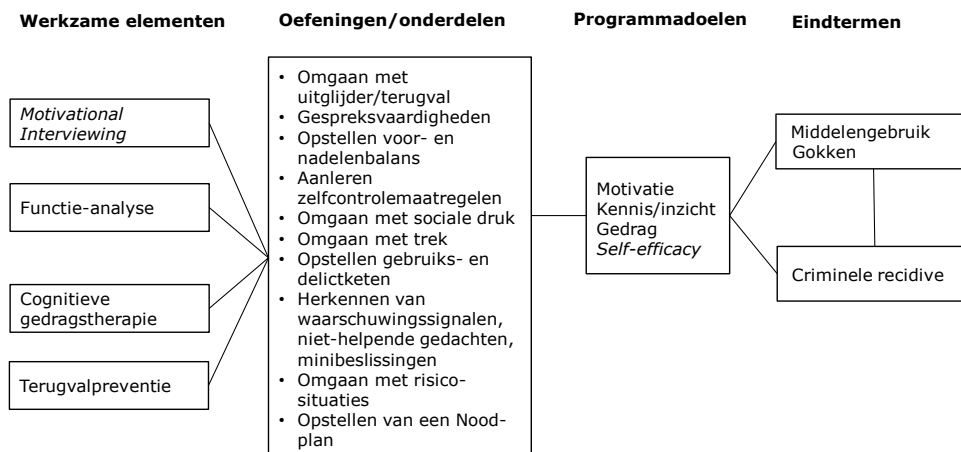 Werkzame elementen
Oefeningen/onderdelen
Programmadoelen
Eindtermen
Motivational
Interviewing
Functie-analyse
Cognitieve
gedragstherapie
Terugvalpreventie
• Omgaan met
uitglijder/terugval
• Gespreksvaardigheden
• Opstellen voor- en
nadelenbalans
• Aanleren
zelfcontrolemaatregelen
• Omgaan met sociale druk
• Omgaan met trek
• Opstellen gebruiks- en
delictketen
• Herkennen van
waarschuwingssignalen,
niet-helpende gedachten,
minibeslissingen
• Omgaan met risico-
situaties
• Opstellen van een Nood-
plan
Motivatie
Kennis/inzicht
Gedrag
Self-efficacy
Middelengebruik
Gokken
Criminele recidive